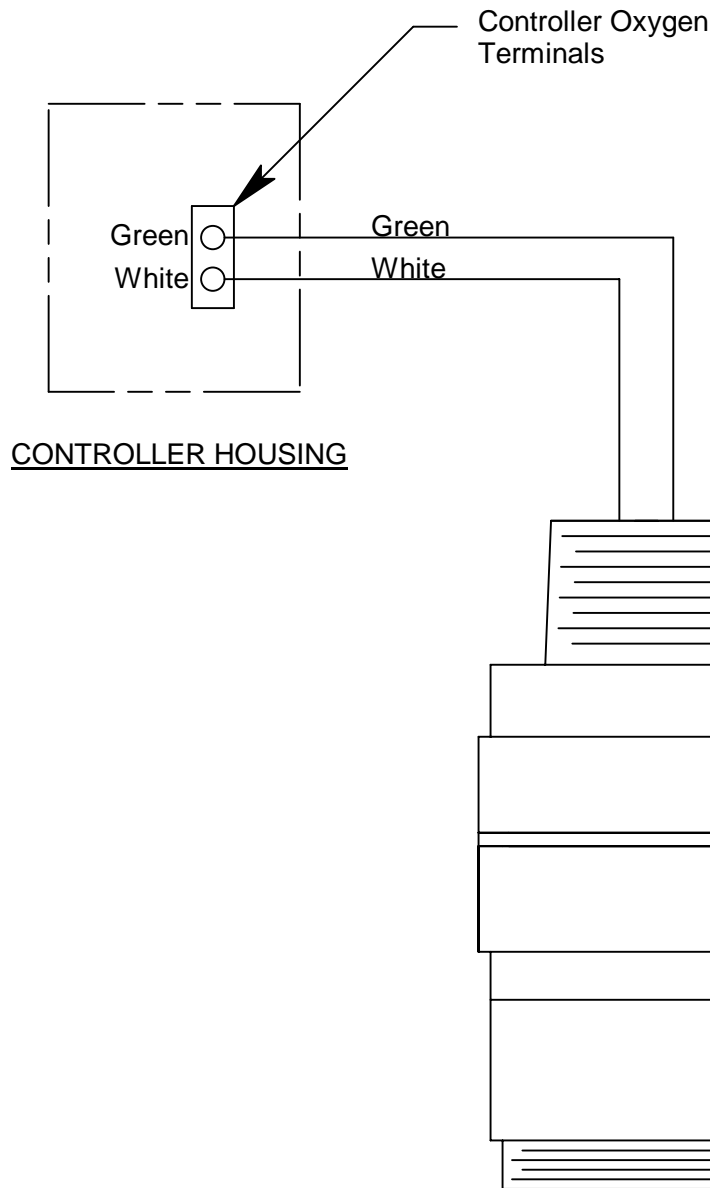 Controller Oxygen
Terminals
Green
Green
White
White
CONTROLLER HOUSING